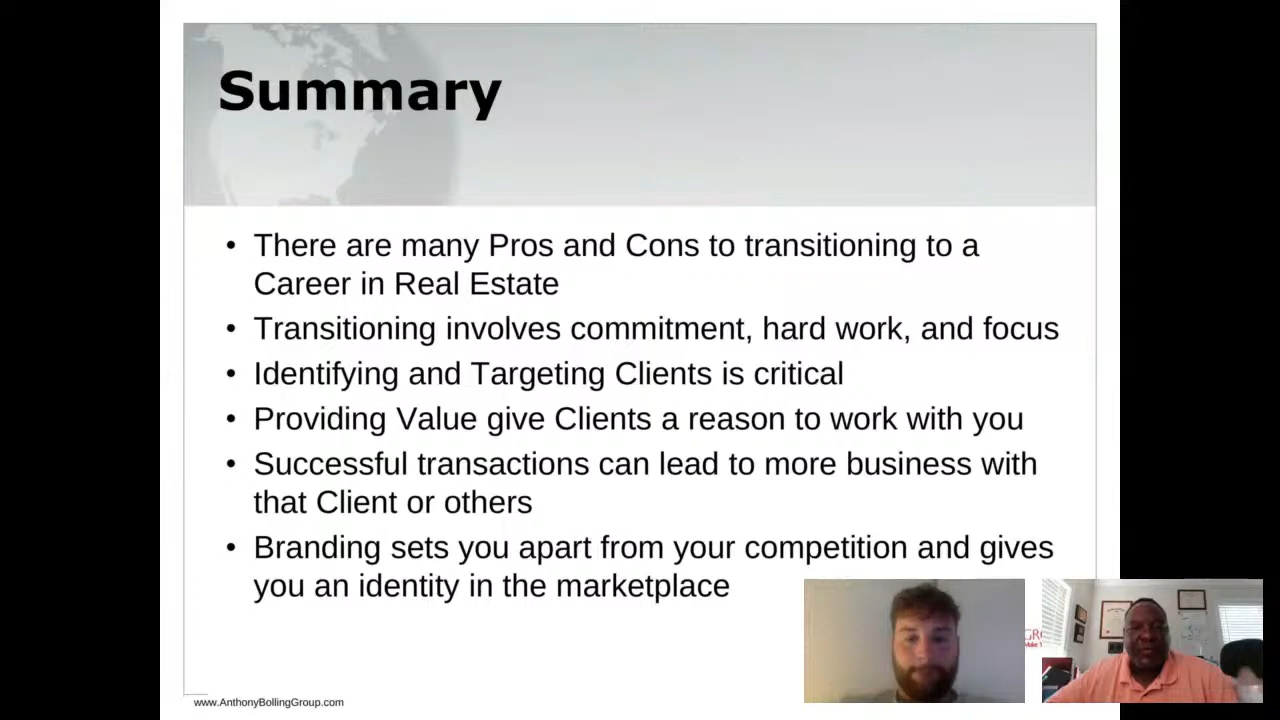 Summary
• There are many Pros and Cons to transitioning to a
Career in Real Estate
• Transitioning involves commitment, hard work, and focus
• Identifying and Targeting Clients is critical
• Providing Value give Clients a reason to work with you
• Successful transactions can lead to more business with
that Client or others
• Branding sets you apart from your competition and gives
you an identity in the marketplace
www.AnthonyBollingGroup.com